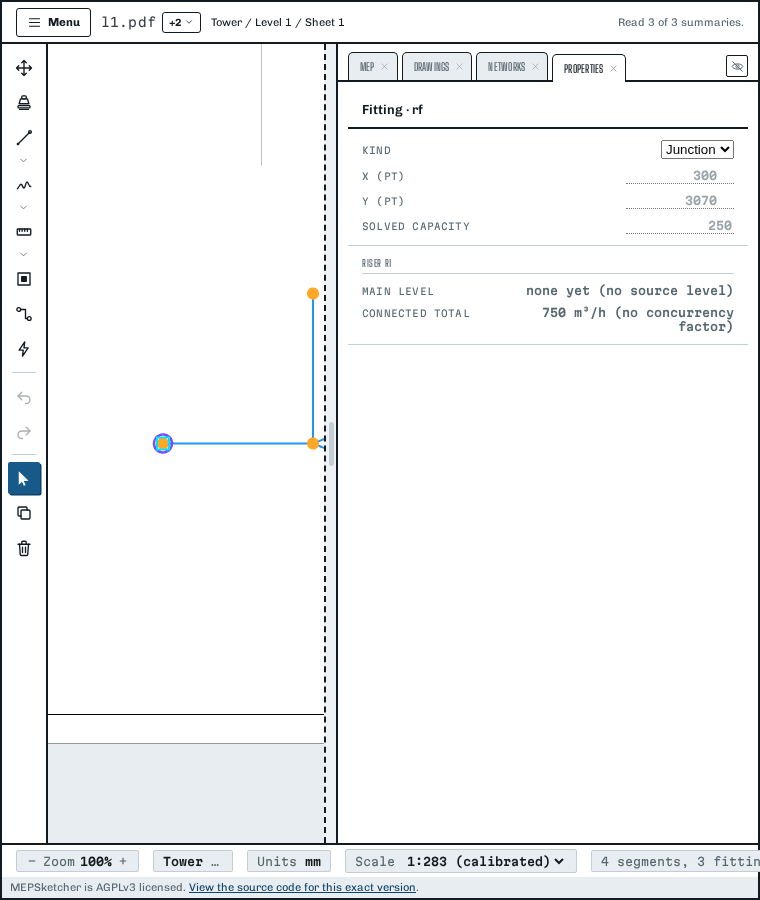 Menu l1.pdf +2 Tower / Level 1 / Sheet 1 Read 3 of 3 summaries.
MEP DRAWINGS NETWORKS PROPERTIES
Fitting · rf
KIND Junction
X (PT) 300
Y (PT) 3070
SOLVED CAPACITY 250
RISER R1
MAIN LEVEL none yet (no source level)
CONNECTED TOTAL 750 m³/h (no concurrency
factor)
− Zoom 100% + Tower … Units mm Scale 1:283 (calibrated) 4 segments, 3 fittin
MEPSketcher is AGPLv3 licensed. View the source code for this exact version.